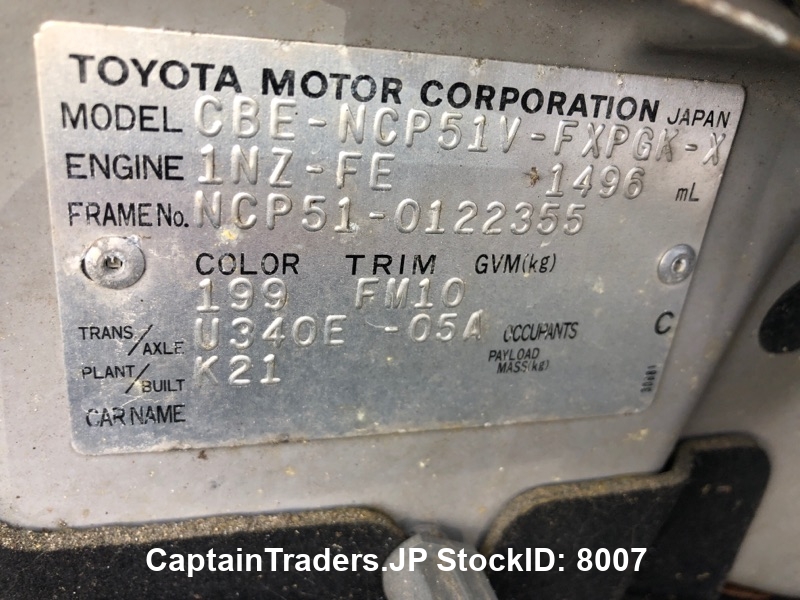 TOYOTA MOTOR CORPORATION JAPAN
MODEL CBE-NCP51V-FXPGK-X
ENGINE 1NZ-FE 1496 mL
FRAME No. NCP51-0122355
COLOR TRIM GVM(kg)
199 FM10
TRANS/AXLE U340E -05A OCCUPANTS C
PLANT/BUILT K21 PAYLOAD MASS(kg)
CAR NAME
CaptainTraders.JP StockID: 8007